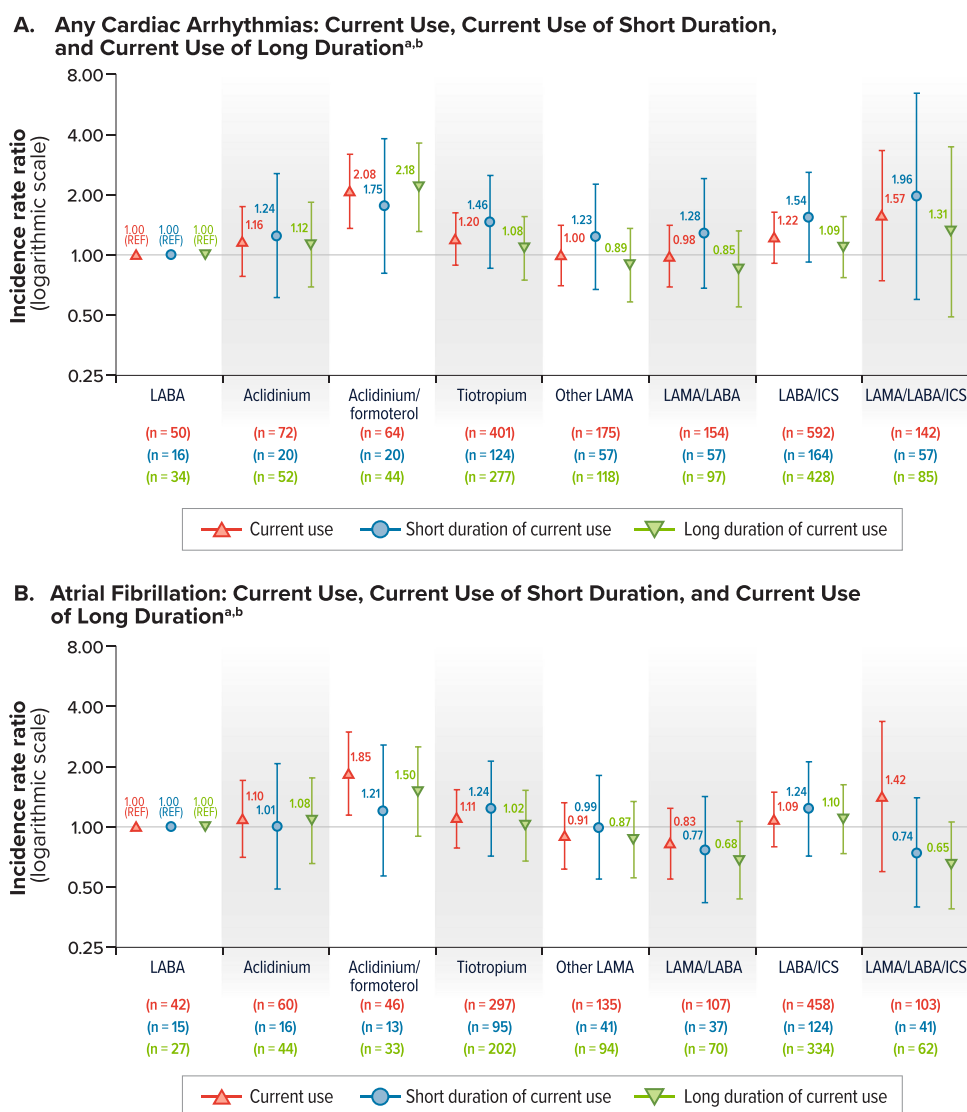 A. Any Cardiac Arrhythmias: Current Use, Current Use of Short Duration,
and Current Use of Long Durationa,b
Incidence rate ratio
(logarithmic scale)
8.00
4.00
2.00
1.00
0.50
0.25
1.00 (REF) 1.00 (REF) 1.00 (REF)
1.16 1.24 1.12
2.08 1.75 2.18
1.20 1.46 1.08
1.00 1.23 0.89
0.98 1.28 0.85
1.22 1.54 1.09
1.57 1.96 1.31
LABA Aclidinium Aclidinium/ Tiotropium Other LAMA LAMA/LABA LABA/ICS LAMA/LABA/ICS
formoterol
(n = 50) (n = 72) (n = 64) (n = 401) (n = 175) (n = 154) (n = 592) (n = 142)
(n = 16) (n = 20) (n = 20) (n = 124) (n = 57) (n = 57) (n = 164) (n = 57)
(n = 34) (n = 52) (n = 44) (n = 277) (n = 118) (n = 97) (n = 428) (n = 85)
Current use Short duration of current use Long duration of current use
B. Atrial Fibrillation: Current Use, Current Use of Short Duration, and Current Use
of Long Durationa,b
Incidence rate ratio
(logarithmic scale)
8.00
4.00
2.00
1.00
0.50
0.25
1.00 (REF) 1.00 (REF) 1.00 (REF)
1.10 1.01 1.08
1.85 1.21 1.50
1.11 1.24 1.02
0.91 0.99 0.87
0.83 0.77 0.68
1.09 1.24 1.10
1.42 0.74 0.65
LABA Aclidinium Aclidinium/ Tiotropium Other LAMA LAMA/LABA LABA/ICS LAMA/LABA/ICS
formoterol
(n = 42) (n = 60) (n = 46) (n = 297) (n = 135) (n = 107) (n = 458) (n = 103)
(n = 15) (n = 16) (n = 13) (n = 95) (n = 41) (n = 37) (n = 124) (n = 41)
(n = 27) (n = 44) (n = 33) (n = 202) (n = 94) (n = 70) (n = 334) (n = 62)
Current use Short duration of current use Long duration of current use